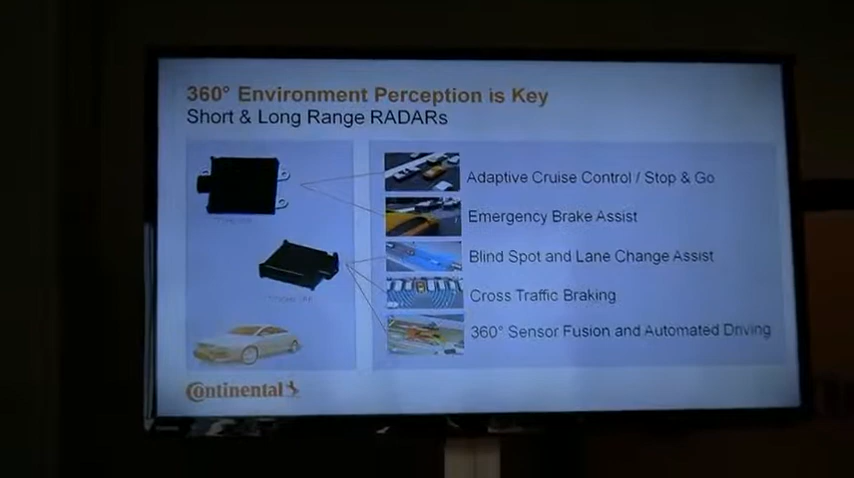 360° Environment Perception is Key
Short & Long Range RADARs
Adaptive Cruise Control / Stop & Go
Emergency Brake Assist
Blind Spot and Lane Change Assist
Cross Traffic Braking
360° Sensor Fusion and Automated Driving
Continental